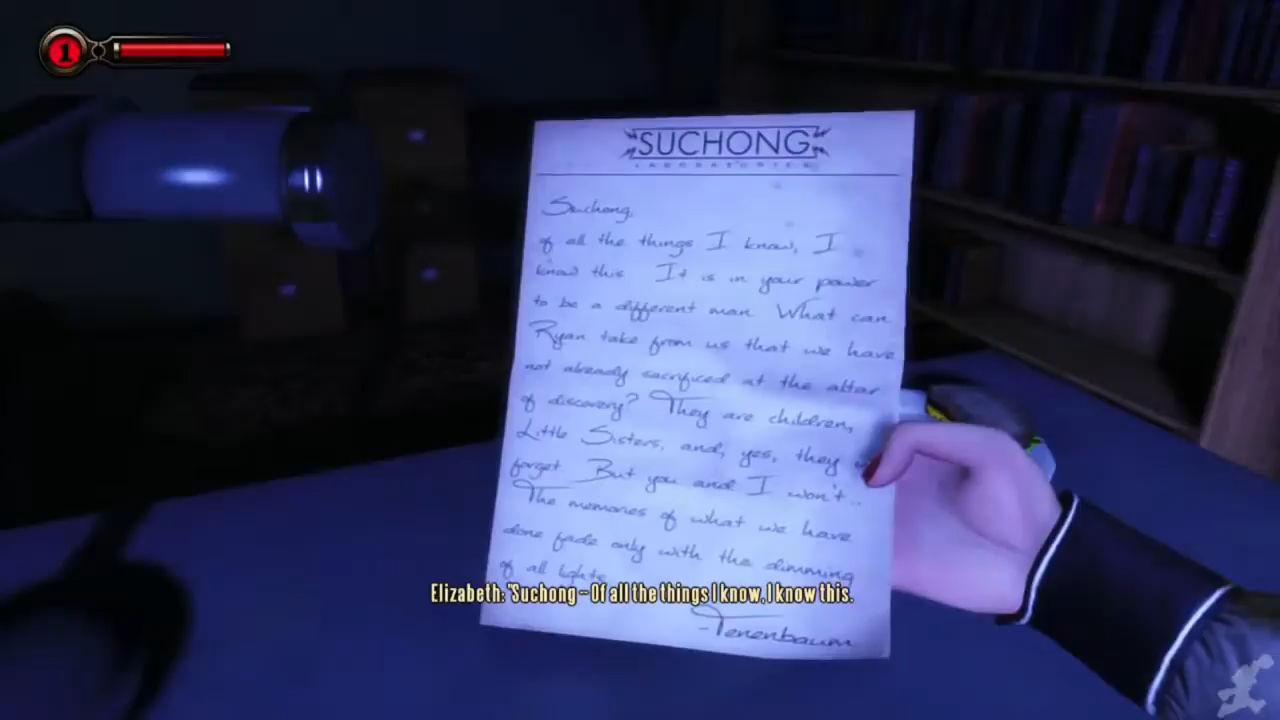 1
SUCHONG
LABORATORIES
Suchong,
of all the things I know, I
know this It is in your power
to be a different man What can
Ryan take from us that we have
not already sacrificed at the altar
of discovery? They are children,
Little Sisters, and, yes, they
forget But you and I won't..
The memories of what we have
done fade only with the dimming
of all lights
Elizabeth: "Suchong -- Of all the things I know, I know this.
-Tenenbaum